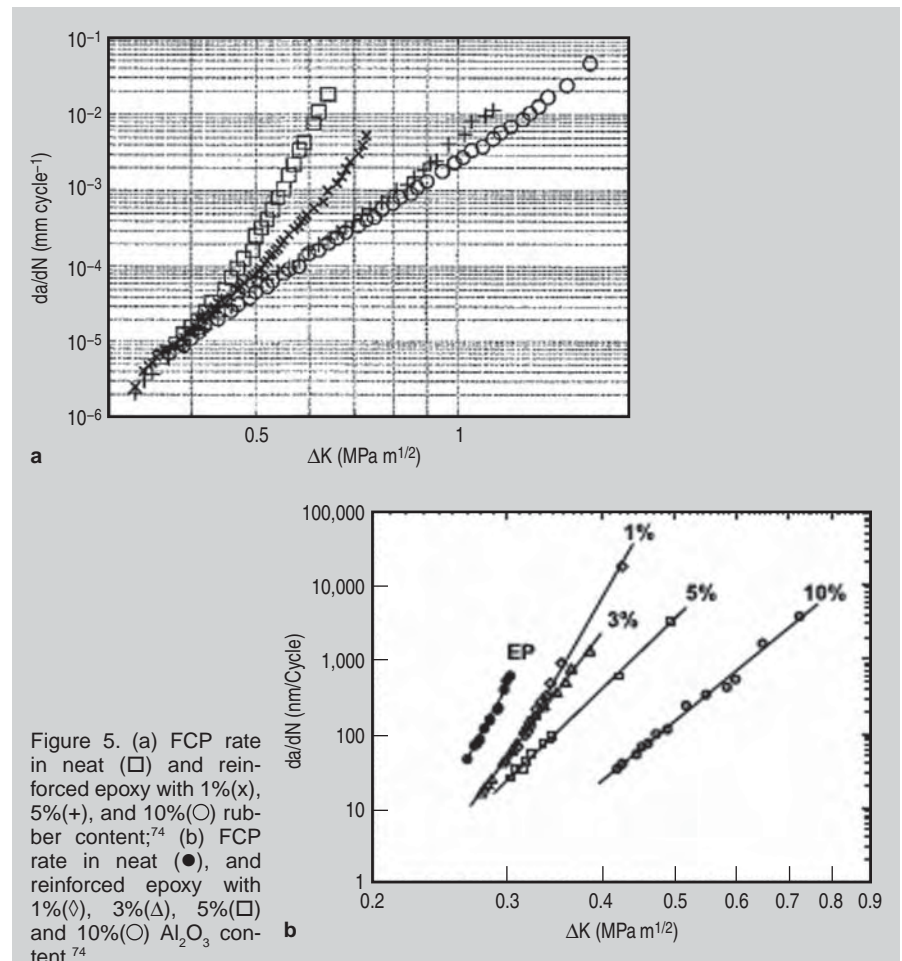 10⁻¹
10⁻²
10⁻³
10⁻⁴
10⁻⁵
10⁻⁶
da/dN (mm cycle⁻¹)
0.5 1
ΔK (MPa m¹/²)
a
100,000
10,000
1,000
100
10
1
da/dN (nm/Cycle)
EP
1%
3%
5%
10%
0.2 0.3 0.4 0.5 0.6 0.7 0.8 0.9
ΔK (MPa m¹/²)
b
Figure 5. (a) FCP rate
in neat (□) and rein-
forced epoxy with 1%(x),
5%(+), and 10%(○) rub-
ber content;⁷⁴ (b) FCP
rate in neat (●), and
reinforced epoxy with
1%(◊), 3%(Δ), 5%(□)
and 10%(○) Al₂O₃ con-
tent.⁷⁴